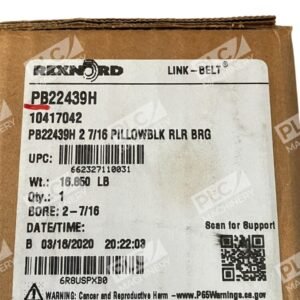 REXNORD LINK-BELT®
PB22439H
10417042
PB22439H 2 7/16 PILLOWBLK RLR BRG
UPC:
662327110031
Wt.: 16.850 LB
Qty.: 1
BORE: 2-7/16
Scan for Support
DATE/TIME:
B 03/16/2020 20:22:03
6R8USPXB0
WARNING: Cancer and Reproductive Harm - www.P65Warnings.ca.gov